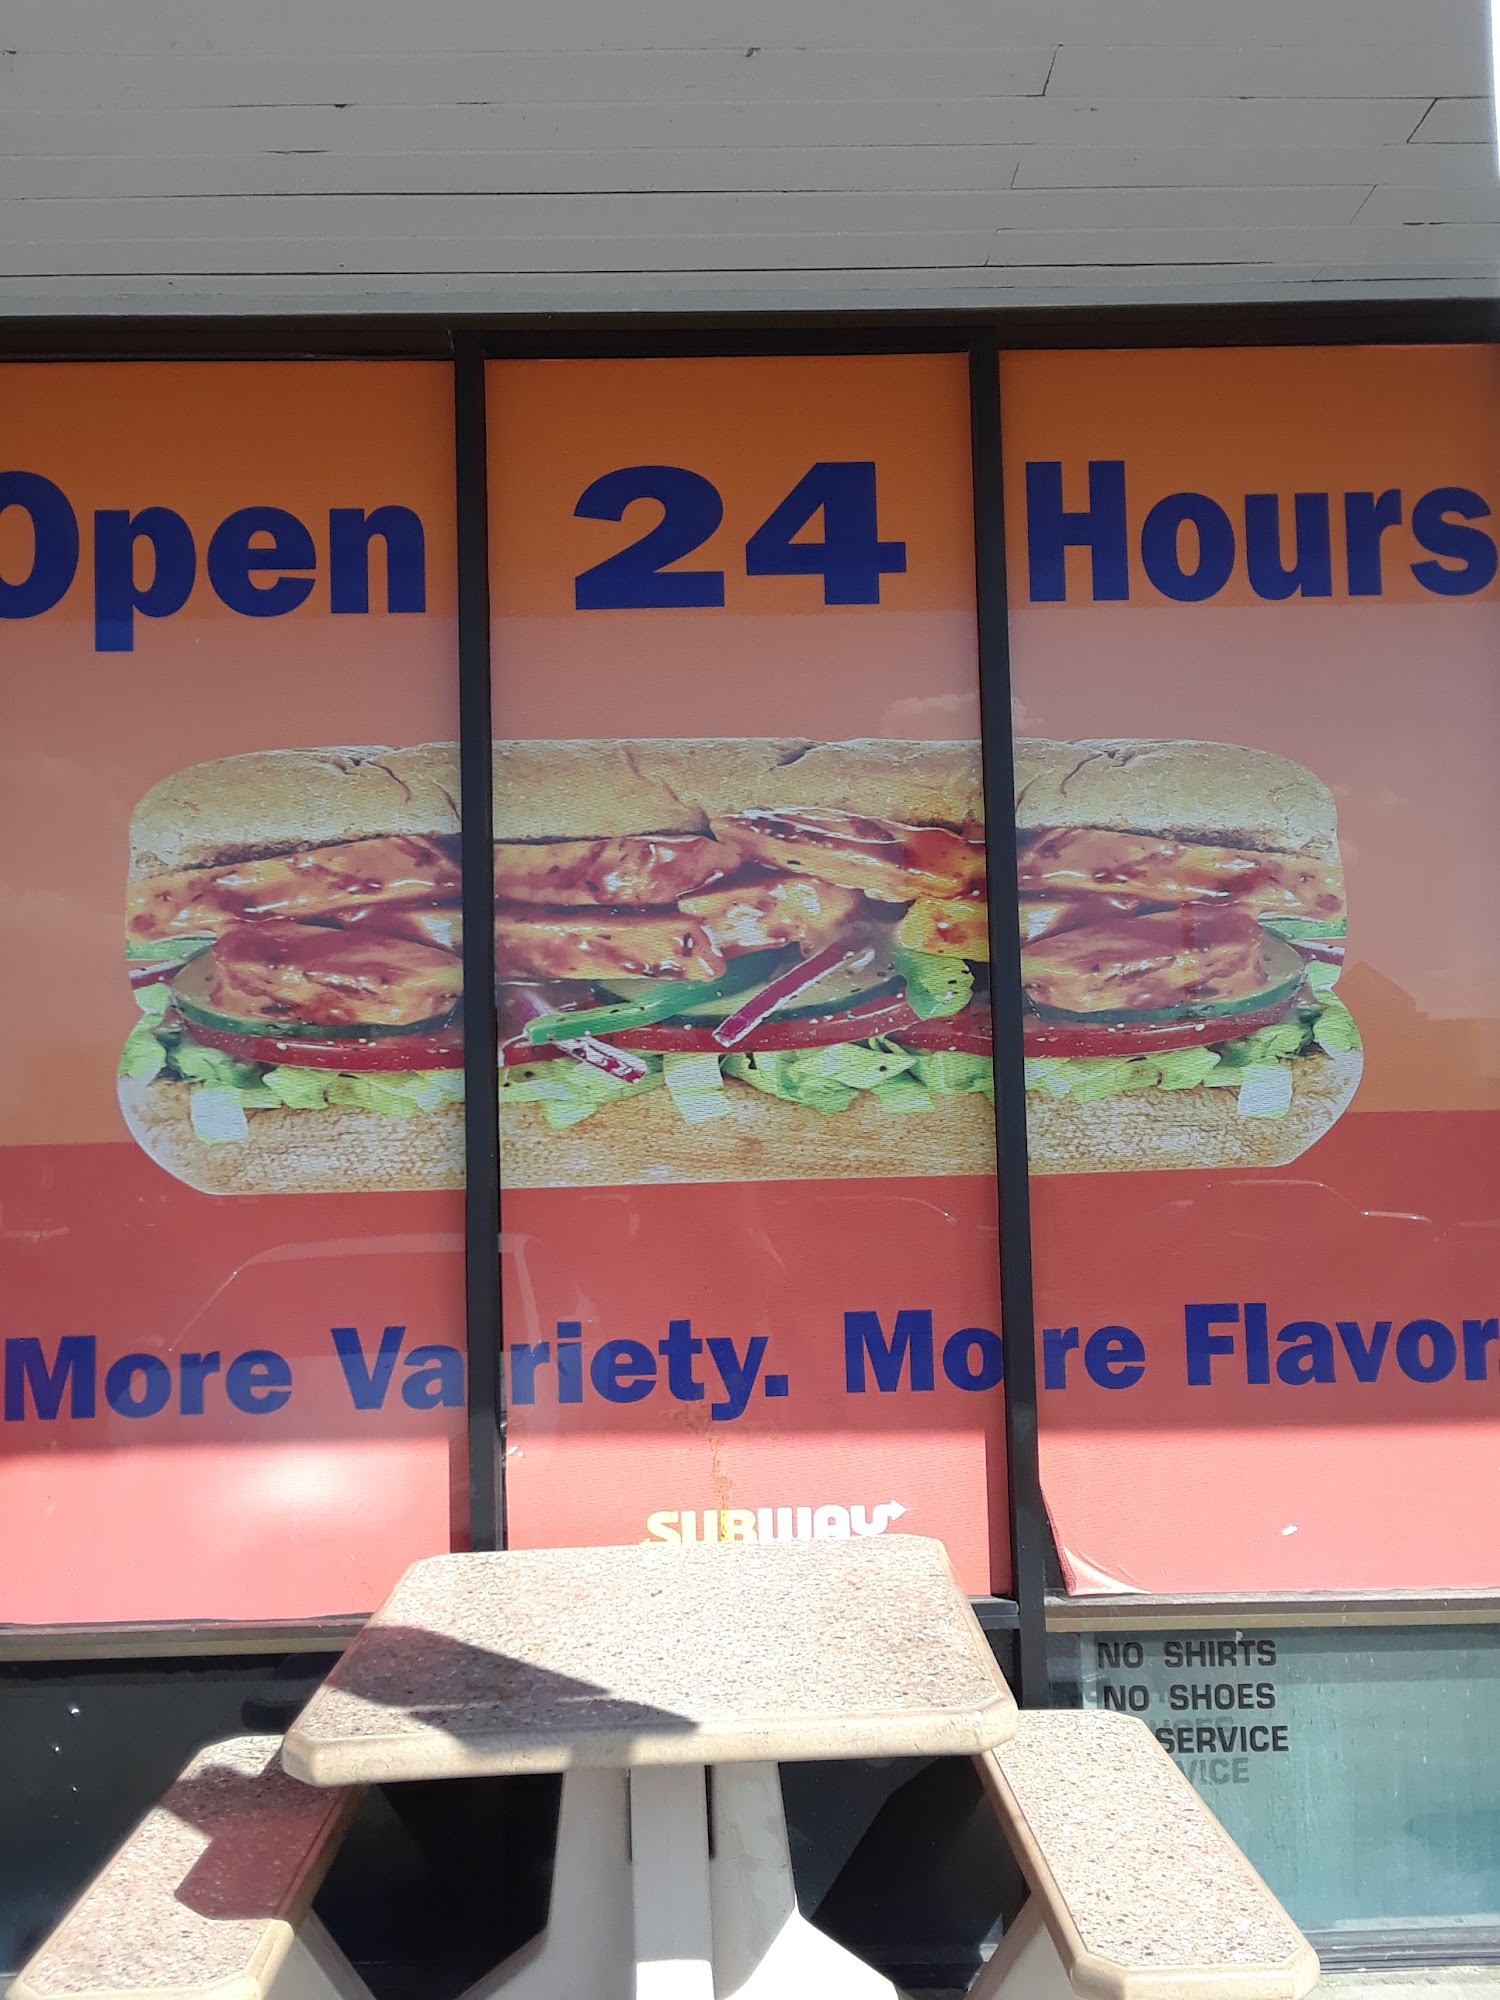 Open 24 Hours
More Variety. More Flavor
SUBWAY
NO SHIRTS
NO SHOES
SERVICE